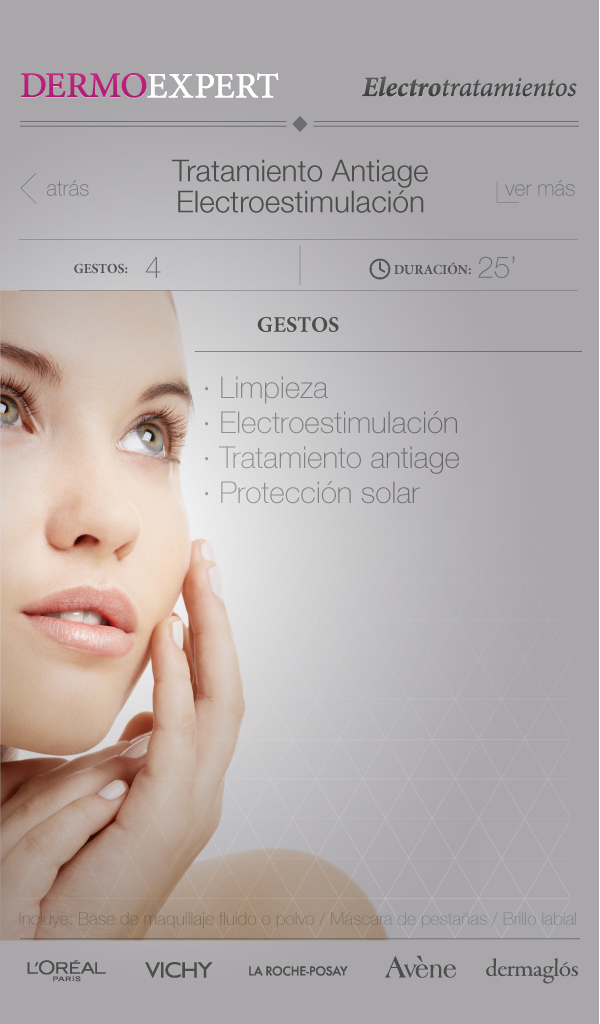 DERMOEXPERT
Electrotratamientos
Tratamiento Antiage
Electroestimulación
atrás
ver más
GESTOS: 4
DURACIÓN: 25’
GESTOS
· Limpieza
· Electroestimulación
· Tratamiento antiage
· Protección solar
Incluye: Base de maquillaje fluido o polvo / Máscara de pestañas / Brillo labial
L'ORÉAL
PARIS
VICHY
LA ROCHE-POSAY
Avène
dermaglós